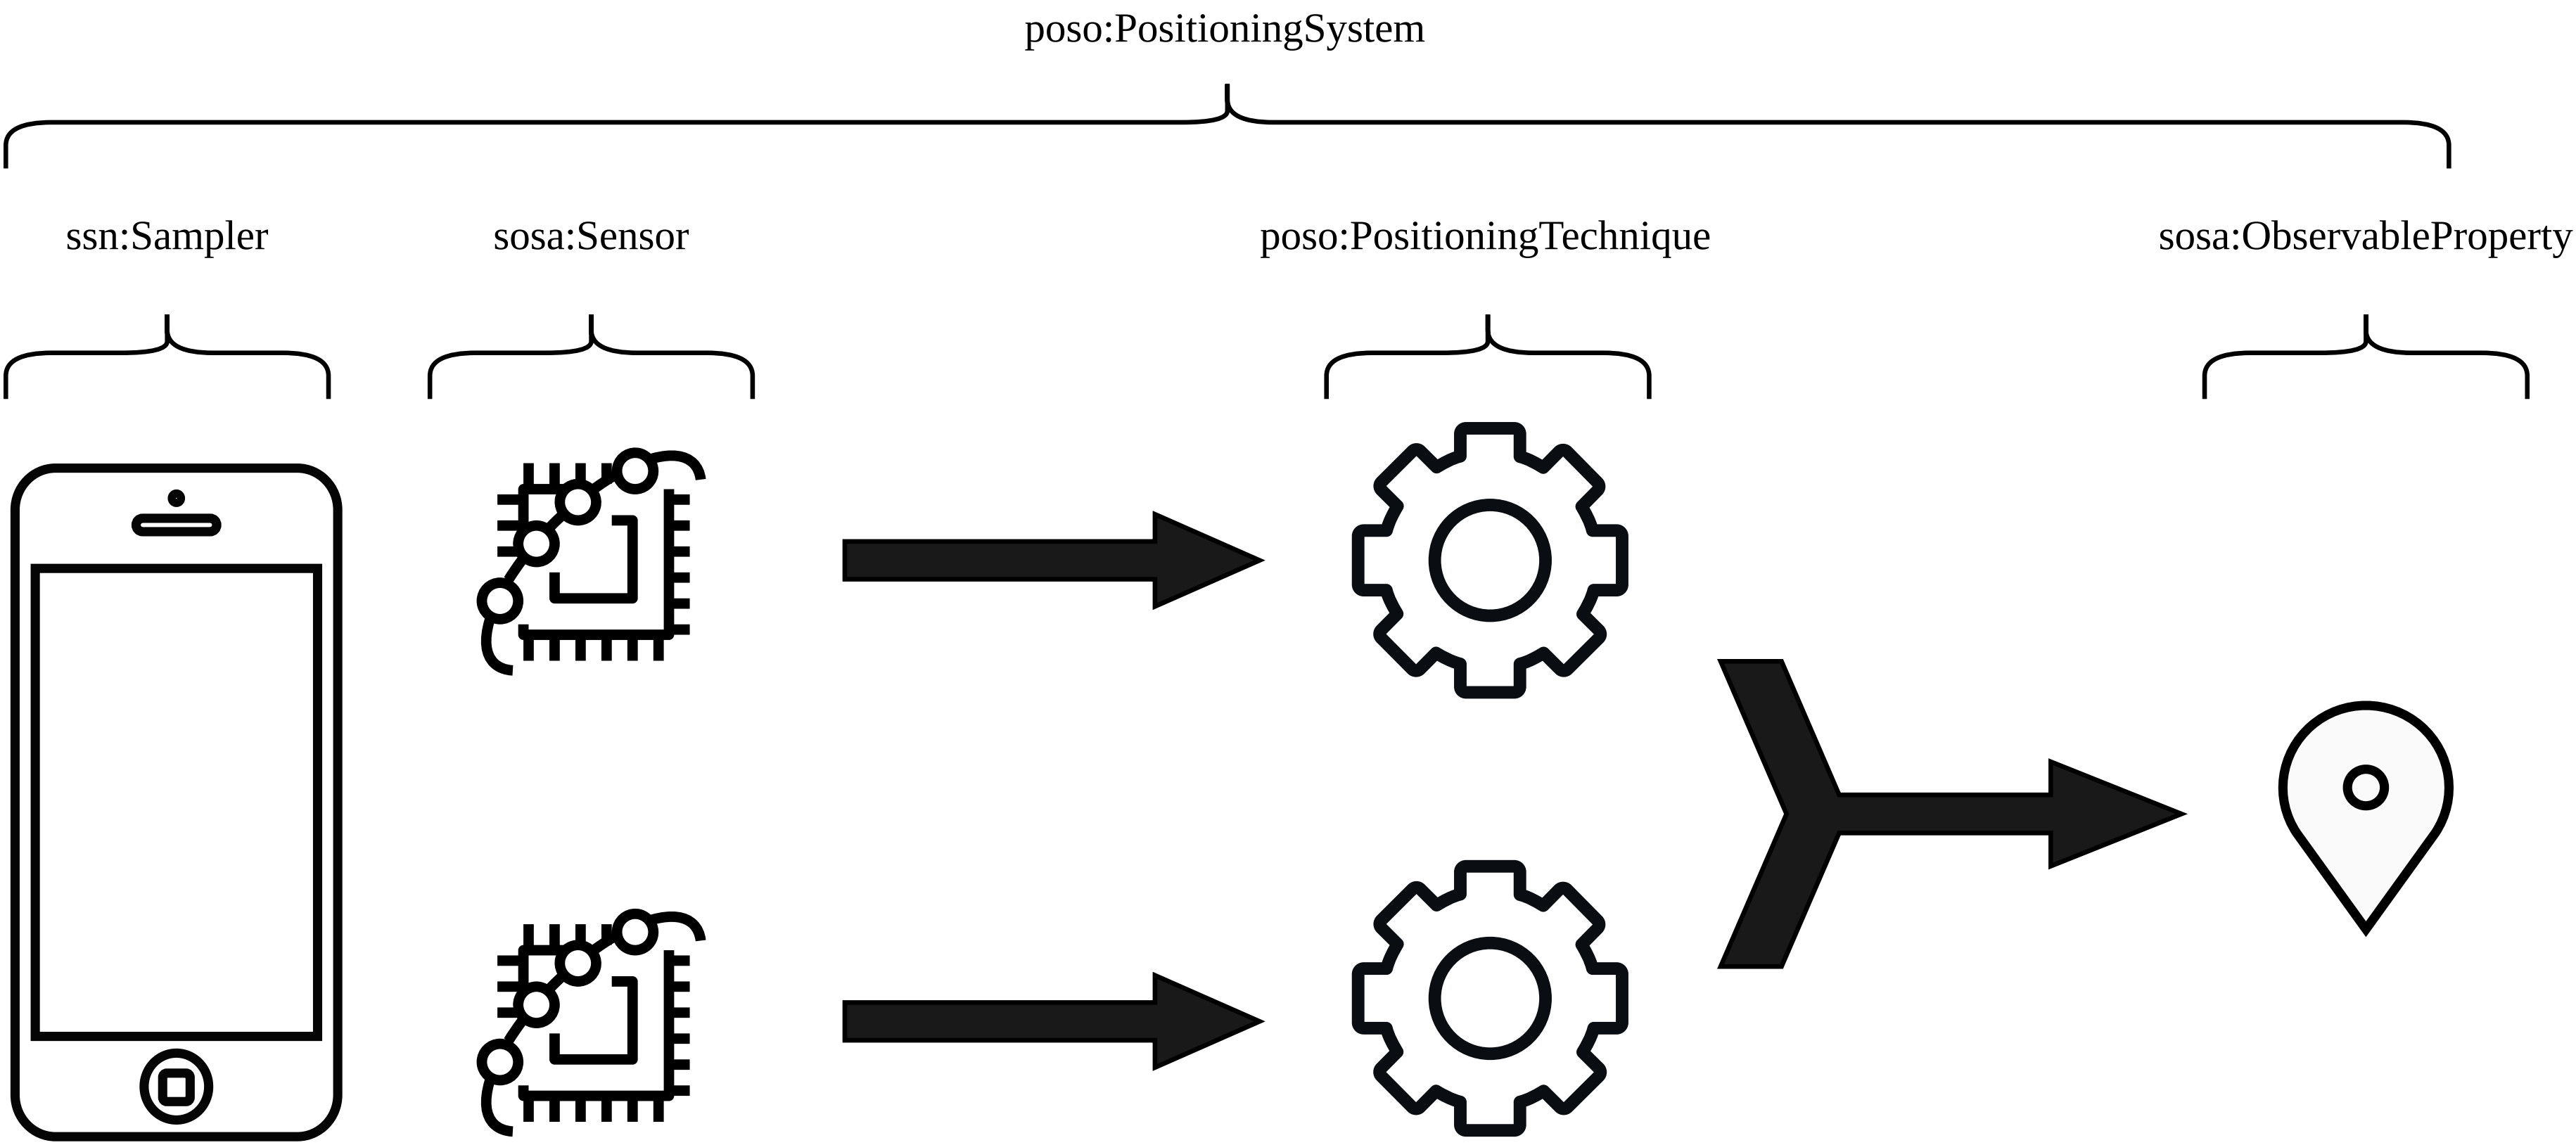 poso:PositioningSystem
ssn:Sampler
sosa:Sensor
poso:PositioningTechnique
sosa:ObservableProperty